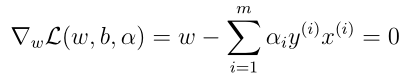 ∇_w ℒ(w, b, α) = w − ∑_{i=1}^{m} α_i y^{(i)} x^{(i)} = 0